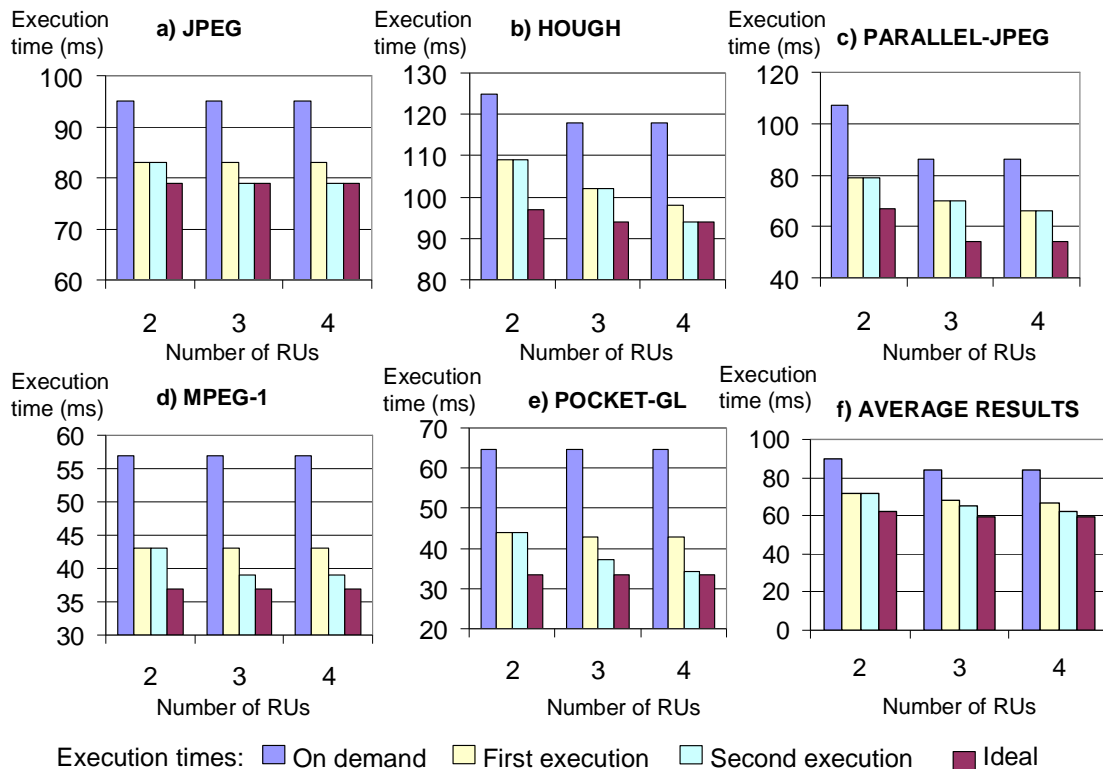 Execution
time (ms)
a) JPEG
100
90
80
70
60
2 3 4
Number of RUs
Execution
time (ms)
b) HOUGH
130
120
110
100
90
80
2 3 4
Number of RUs
Execution
time (ms)
c) PARALLEL-JPEG
120
100
80
60
40
2 3 4
Execution
time (ms)
d) MPEG-1
60
55
50
45
40
35
30
2 3 4
Number of RUs
Execution
time (ms)
e) POCKET-GL
70
60
50
40
30
20
2 3 4
Number of RUs
Execution
time (ms)
f) AVERAGE RESULTS
100
80
60
40
20
0
2 3 4
Number of RUs
Execution times: On demand First execution Second execution Ideal